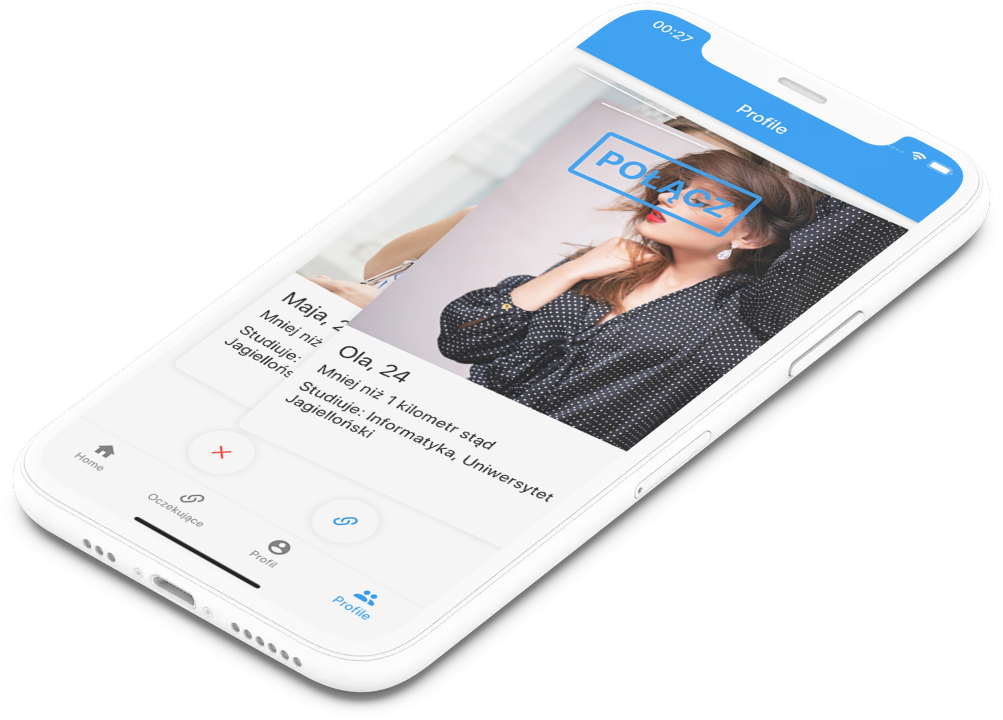 00:27
Profile
POŁĄCZ
Maja, 2
Mniej niż
Studiuje:
Jagiellońs
Ola, 24
Mniej niż 1 kilometr stąd
Studiuje: Informatyka, Uniwersytet
Jagielloński
Home
Oczekujące
Profil
Profile